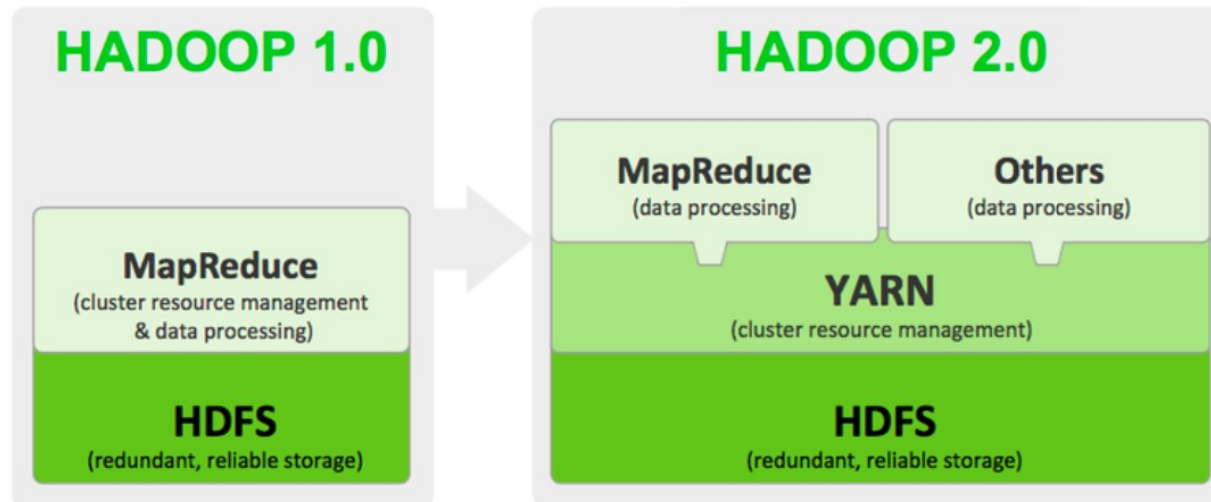 HADOOP 1.0
MapReduce
(cluster resource management
& data processing)
HDFS
(redundant, reliable storage)
HADOOP 2.0
MapReduce
(data processing)
Others
(data processing)
YARN
(cluster resource management)
HDFS
(redundant, reliable storage)